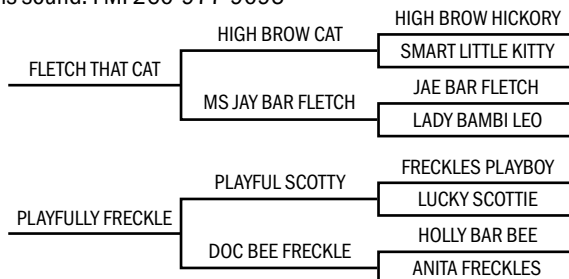 HIGH BROW HICKORY
HIGH BROW CAT
SMART LITTLE KITTY
FLETCH THAT CAT
JAE BAR FLETCH
MS JAY BAR FLETCH
LADY BAMBI LEO
FRECKLES PLAYBOY
PLAYFUL SCOTTY
LUCKY SCOTTIE
PLAYFULLY FRECKLE
HOLLY BAR BEE
DOC BEE FRECKLE
ANITA FRECKLES